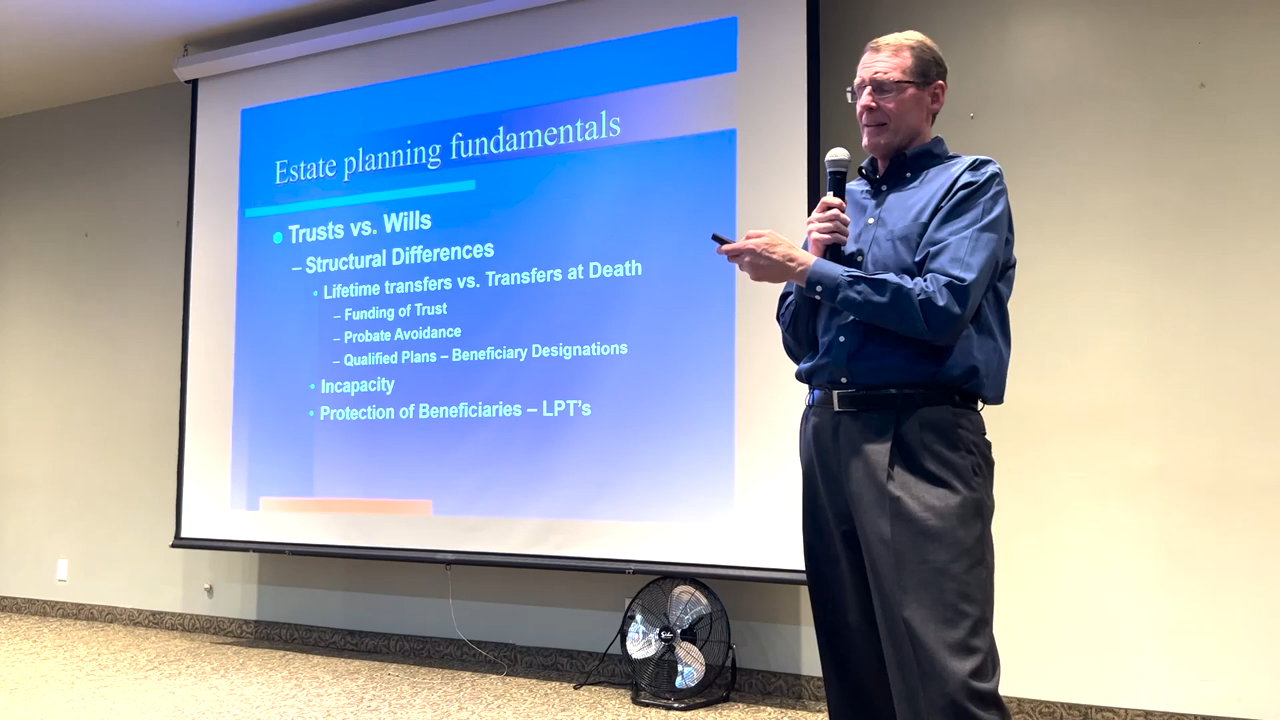 Estate planning fundamentals
Trusts vs. Wills
– Structural Differences
Lifetime transfers vs. Transfers at Death
– Funding of Trust
– Probate Avoidance
– Qualified Plans – Beneficiary Designations
Incapacity
Protection of Beneficiaries – LPT's